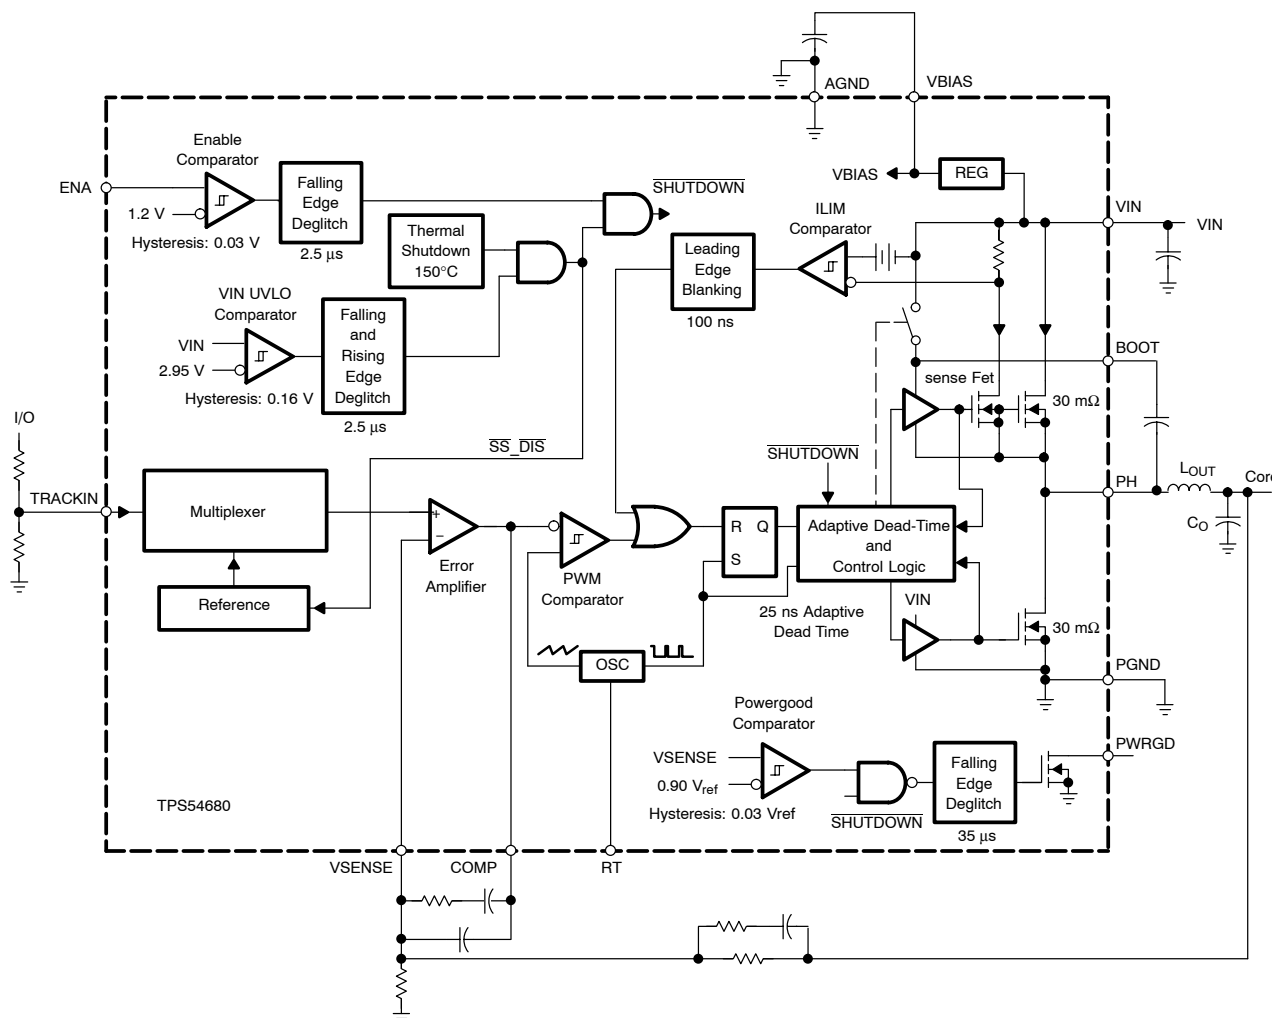 AGND
VBIAS
Enable
Comparator
ENA
1.2 V
Hysteresis: 0.03 V
Falling
Edge
Deglitch
2.5 µs
Thermal
Shutdown
150°C
SHUTDOWN
VBIAS
REG
VIN
VIN
ILIM
Comparator
Leading
Edge
Blanking
100 ns
VIN UVLO
Comparator
VIN
2.95 V
Hysteresis: 0.16 V
Falling
and
Rising
Edge
Deglitch
2.5 µs
BOOT
sense Fet
30 mΩ
I/O
SS_DIS
SHUTDOWN
TRACKIN
Multiplexer
Reference
+
−
Error
Amplifier
PWM
Comparator
R Q
S
Adaptive Dead-Time
and
Control Logic
25 ns Adaptive
Dead Time
PH
LOUT
Core
CO
VIN
30 mΩ
OSC
PGND
Powergood
Comparator
VSENSE
0.90 Vref
Hysteresis: 0.03 Vref
SHUTDOWN
Falling
Edge
Deglitch
35 µs
PWRGD
TPS54680
VSENSE
COMP
RT